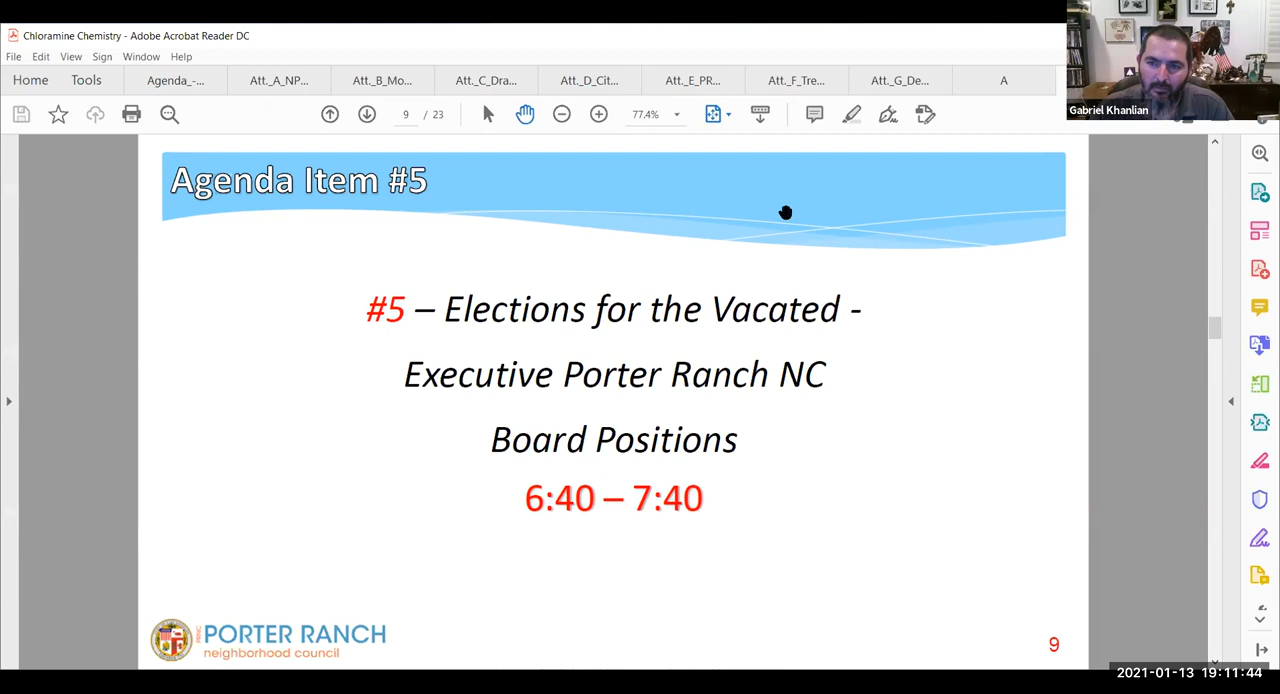 Chloramine Chemistry - Adobe Acrobat Reader DC
File Edit View Sign Window Help
Home Tools Agenda_-... Att._A_NP... Att._B_Mo... Att._C_Dra... Att._D_Cit... Att._E_PR... Att._F_Tre... Att._G_De... A
9 / 23 77.4%
Gabriel Khanlian
Agenda Item #5
#5 – Elections for the Vacated -
Executive Porter Ranch NC
Board Positions
6:40 – 7:40
PRNC PORTER RANCH
neighborhood council
9
2021-01-13 19:11:44